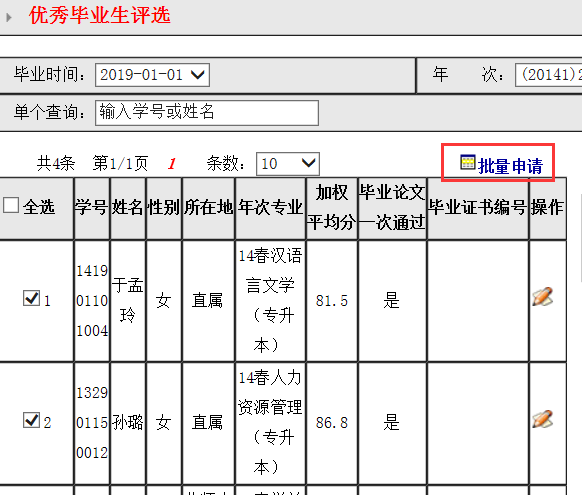 优秀毕业生评选
毕业时间： 2019-01-01 年 次： (20141)2
单个查询： 输入学号或姓名
共4条 第1/1页 1 条数： 10 批量申请
全选 学号 姓名 性别 所在地 年次专业 加权平均分 毕业论文一次通过 毕业证书编号 操作
1 141901101004 于孟玲 女 直属 14春汉语言文学（专升本） 81.5 是
2 132901150012 孙璐 女 直属 14春人力资源管理（专升本） 86.8 是